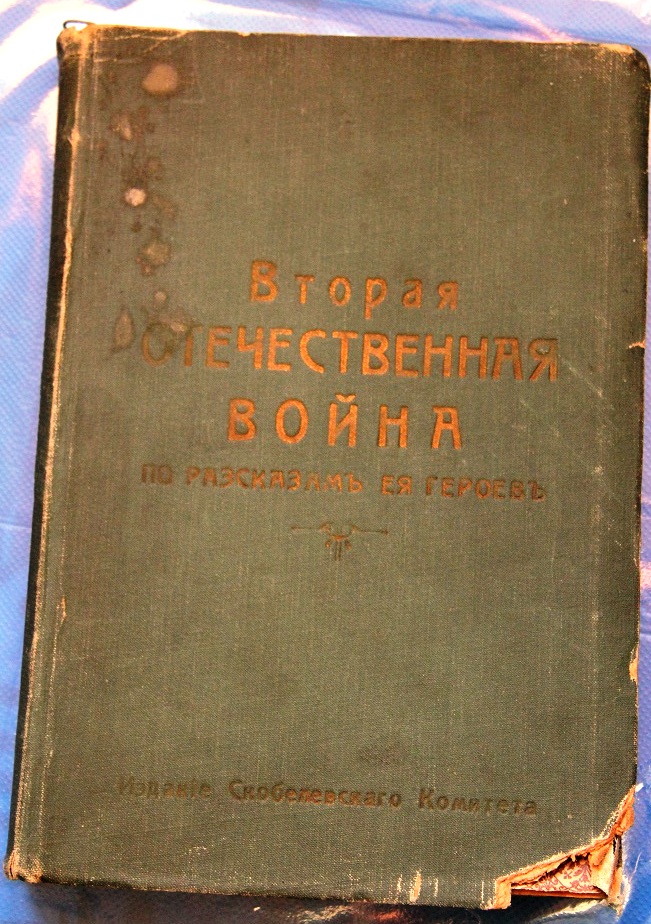 Вторая
ОТЕЧЕСТВЕННАЯ
ВОЙНА
ПО РАЗСКАЗАМЪ ЕЯ ГЕРОЕВЪ
Изданіе Скобелевскаго Комитета